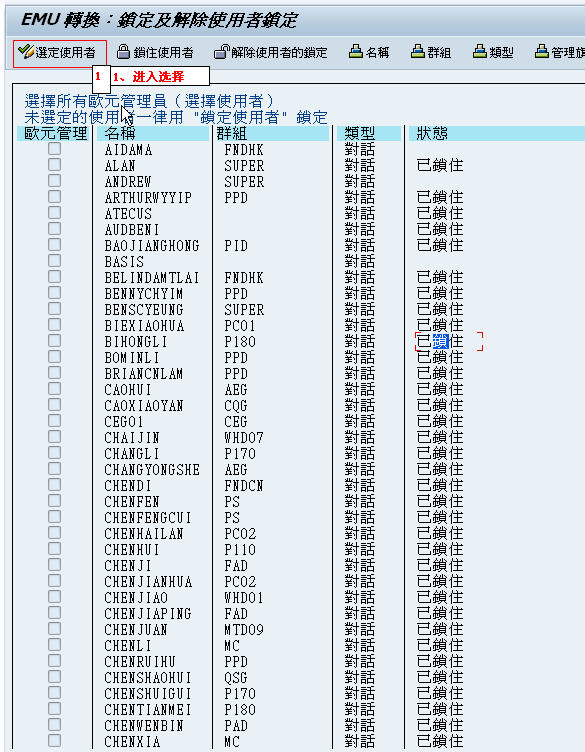 EMU 轉換：鎖定及解除使用者鎖定
選定使用者 鎖住使用者 解除使用者的鎖定 名稱 群組 類型 管理旗
1 1、进入选择
選擇所有歐元管理員（選擇使用者）
未選定的使用者一律用 "鎖定使用者" 鎖定
歐元管理 名稱 群組 類型 狀態
AIDAMA FNDHK 對話
ALAN SUPER 對話 已鎖住
ANDREW SUPER 對話
ARTHURWYYIP PPD 對話 已鎖住
ATECUS 對話 已鎖住
AUDBENI 對話 已鎖住
BAOJIANGHONG PID 對話 已鎖住
BASIS 對話
BELINDAMTLAI FNDHK 對話 已鎖住
BENNYCHYIM PPD 對話 已鎖住
BENSCYEUNG SUPER 對話 已鎖住
BIEXIAOHUA PC01 對話 已鎖住
BIHONGLI P180 對話 已鎖住
BOMINLI PPD 對話 已鎖住
BRIANCNLAM PPD 對話 已鎖住
CAOHUI AEG 對話 已鎖住
CAOXIAOYAN CQG 對話 已鎖住
CEGO1 CEG 對話 已鎖住
CHAIJIN WHD07 對話 已鎖住
CHANGLI P170 對話 已鎖住
CHANGYONGSHE AEG 對話 已鎖住
CHENDI FNDCN 對話 已鎖住
CHENFEN PS 對話 已鎖住
CHENFENGCUI PS 對話 已鎖住
CHENHAILAN PC02 對話 已鎖住
CHENHUI P110 對話 已鎖住
CHENJI FAD 對話 已鎖住
CHENJIANHUA PC02 對話 已鎖住
CHENJIAO WHD01 對話 已鎖住
CHENJIAPING FAD 對話 已鎖住
CHENJUAN MTD09 對話 已鎖住
CHENLI MC 對話 已鎖住
CHENRUIHU PPD 對話 已鎖住
CHENSHAOHUI QSG 對話 已鎖住
CHENSHUIGUI P170 對話 已鎖住
CHENTIANMEI P180 對話 已鎖住
CHENWENBIN PAD 對話 已鎖住
CHENXIA MC 對話 已鎖住